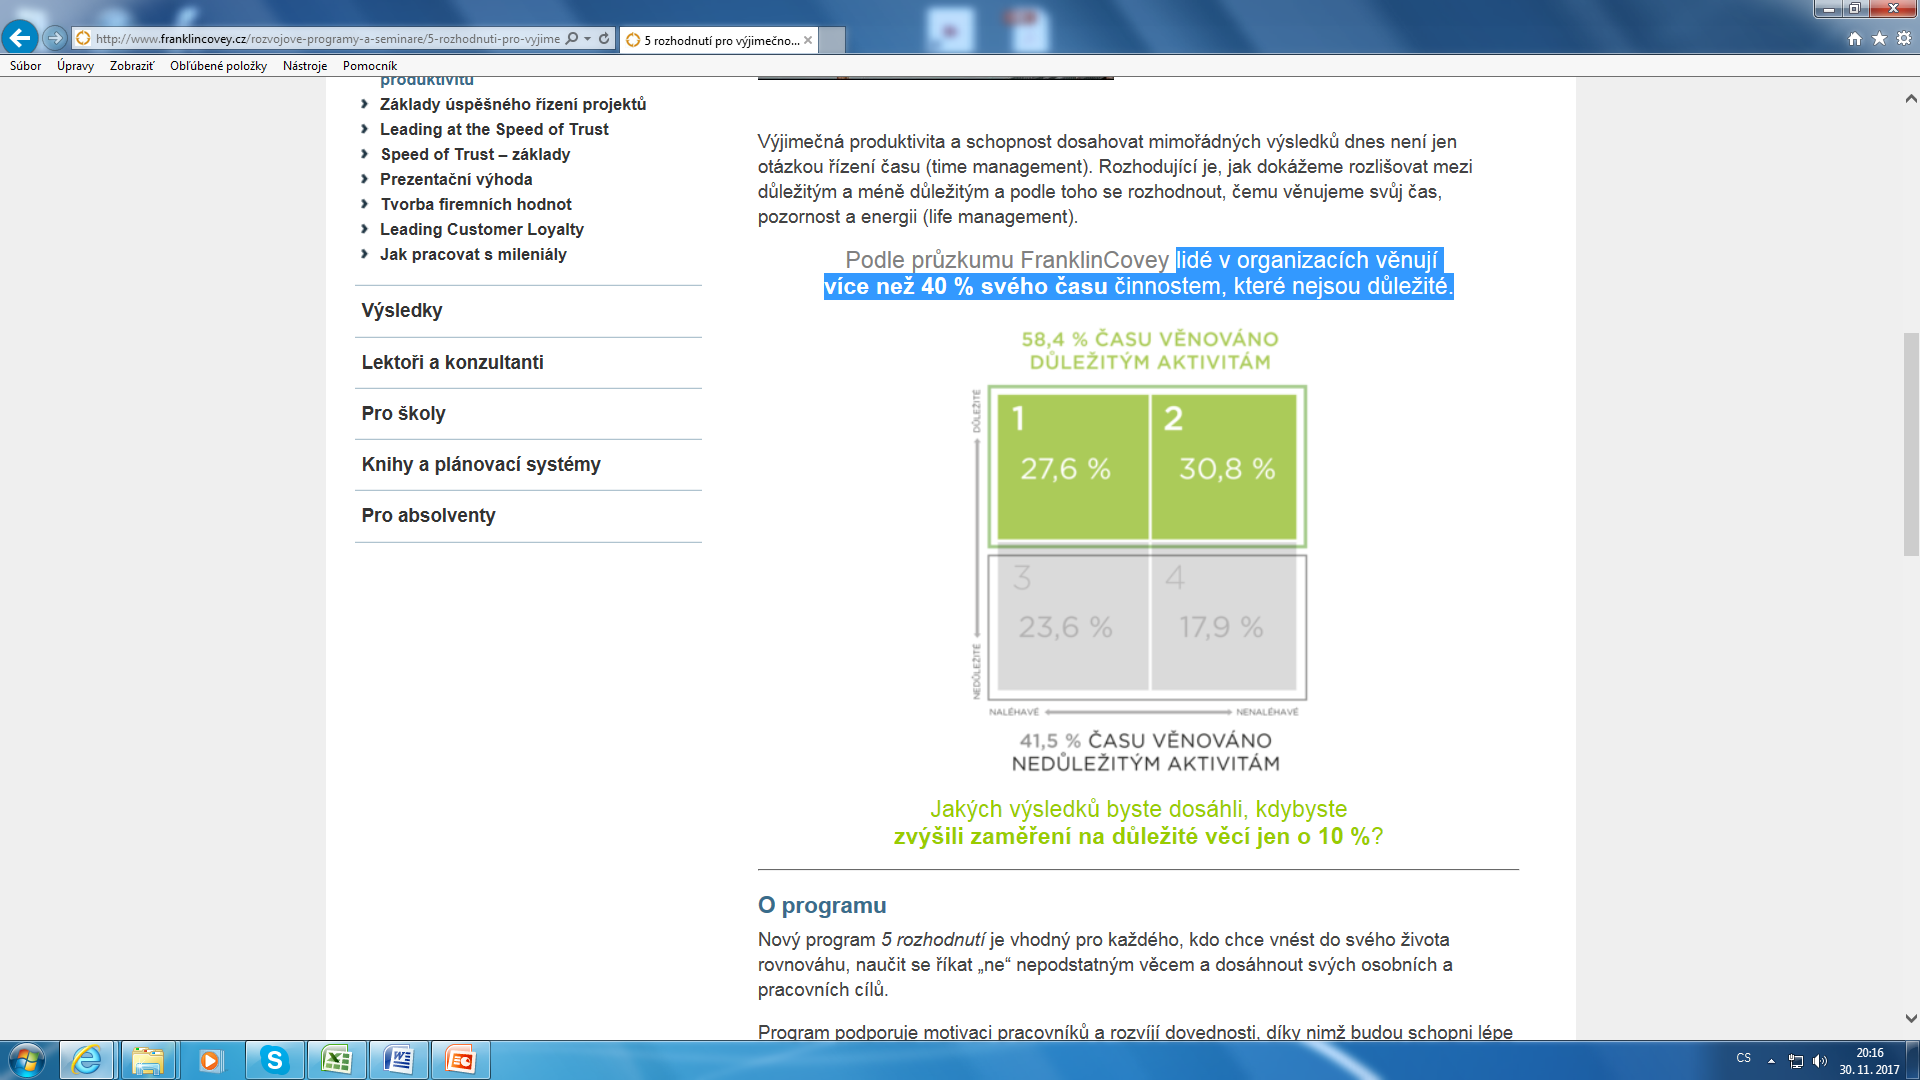 http://www.franklincovey.cz/rozvojove-programy-a-seminare/5-rozhodnuti-pro-vyjime
5 rozhodnutí pro výjimečno...
Súbor Úpravy Zobraziť Obľúbené položky Nástroje Pomocník
produktivitu
Základy úspěšného řízení projektů
Leading at the Speed of Trust
Speed of Trust – základy
Prezentační výhoda
Tvorba firemních hodnot
Leading Customer Loyalty
Jak pracovat s mileniály
Výsledky
Lektoři a konzultanti
Pro školy
Knihy a plánovací systémy
Pro absolventy
Výjimečná produktivita a schopnost dosahovat mimořádných výsledků dnes není jen
otázkou řízení času (time management). Rozhodující je, jak dokážeme rozlišovat mezi
důležitým a méně důležitým a podle toho se rozhodnout, čemu věnujeme svůj čas,
pozornost a energii (life management).
Podle průzkumu FranklinCovey lidé v organizacích věnují
více než 40 % svého času činnostem, které nejsou důležité.
58,4 % ČASU VĚNOVÁNO
DŮLEŽITÝM AKTIVITÁM
DŮLEŽITÉ
1 2
27,6 % 30,8 %
3 4
23,6 % 17,9 %
NEDŮLEŽITÉ
NALÉHAVÉ NENALÉHAVÉ
41,5 % ČASU VĚNOVÁNO
NEDŮLEŽITÝM AKTIVITÁM
Jakých výsledků byste dosáhli, kdybyste
zvýšili zaměření na důležité věcí jen o 10 %?
O programu
Nový program 5 rozhodnutí je vhodný pro každého, kdo chce vnést do svého života
rovnováhu, naučit se říkat „ne“ nepodstatným věcem a dosáhnout svých osobních a
pracovních cílů.
Program podporuje motivaci pracovníků a rozvíjí dovednosti, díky nimž budou schopni lépe
CS
20:16
30. 11. 2017